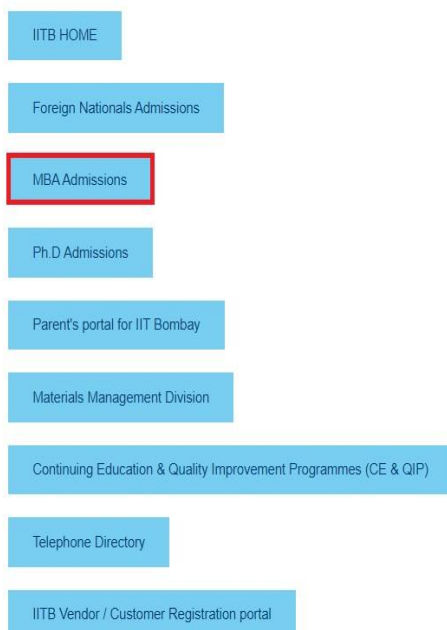 IITB HOME
Foreign Nationals Admissions
MBA Admissions
Ph.D Admissions
Parent's portal for IIT Bombay
Materials Management Division
Continuing Education & Quality Improvement Programmes (CE & QIP)
Telephone Directory
IITB Vendor / Customer Registration portal